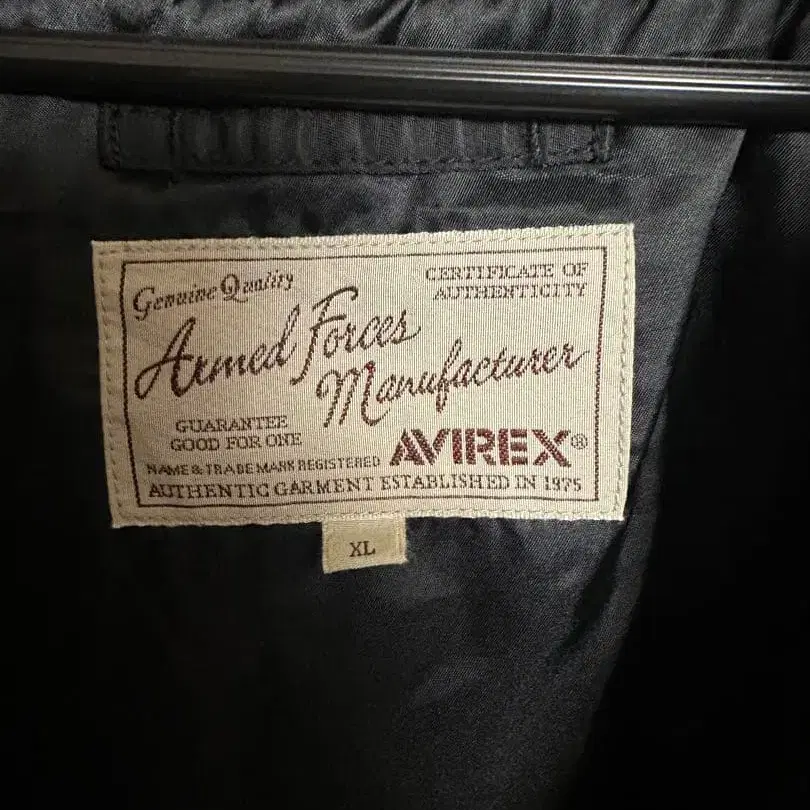 Genuine Quality
CERTIFICATE OF
AUTHENTICITY
Armed Forces
Manufacturer
GUARANTEE
GOOD FOR ONE
NAME & TRADE MARK REGISTERED
AVIREX®
AUTHENTIC GARMENT ESTABLISHED IN 1975
XL